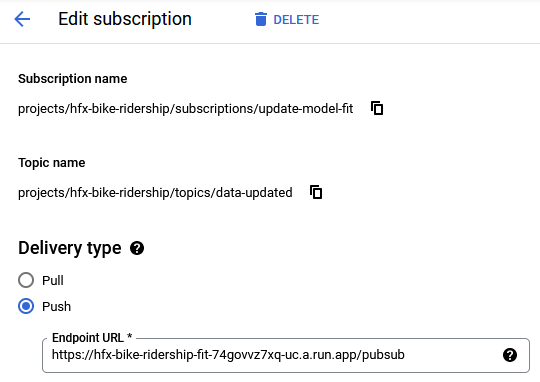 Edit subscription
DELETE
Subscription name
projects/hfx-bike-ridership/subscriptions/update-model-fit
Topic name
projects/hfx-bike-ridership/topics/data-updated
Delivery type
Pull
Push
Endpoint URL *
https://hfx-bike-ridership-fit-74govvz7xq-uc.a.run.app/pubsub